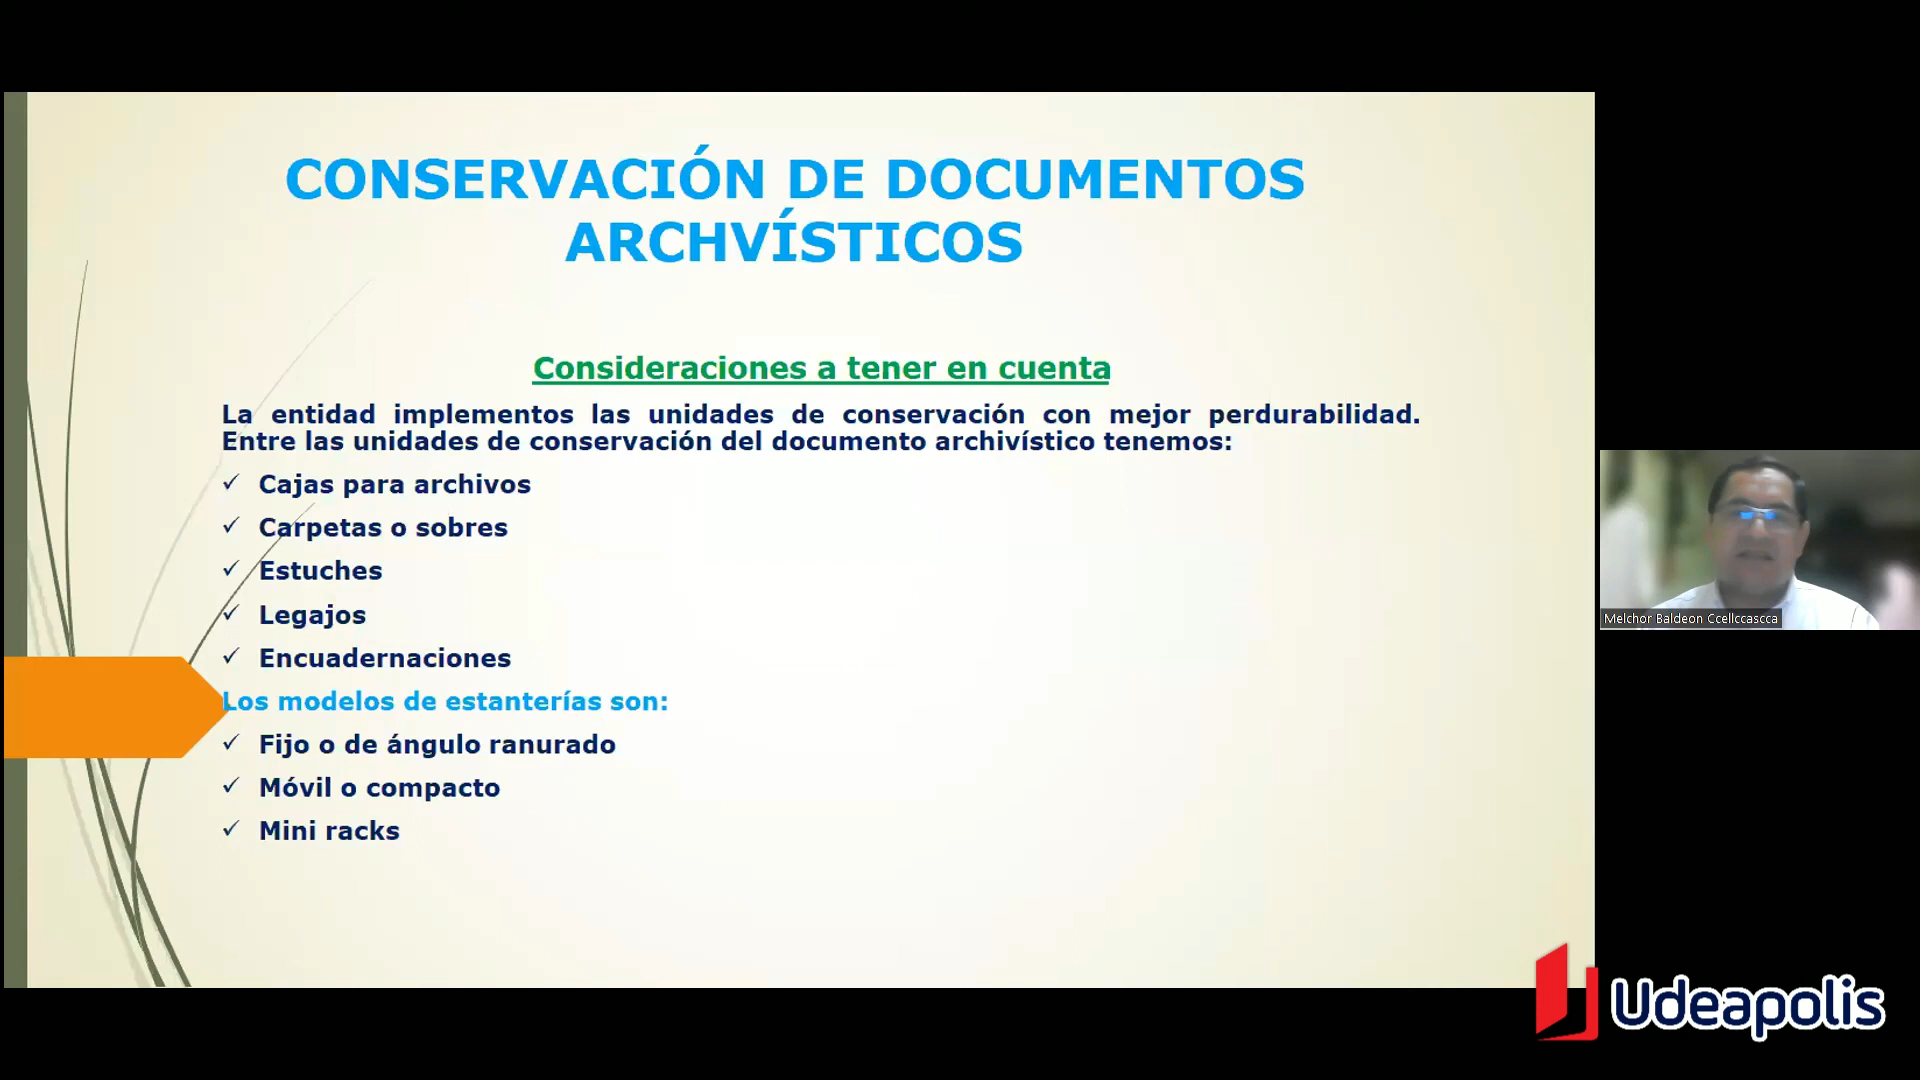 CONSERVACIÓN DE DOCUMENTOS
ARCHVÍSTICOS
Consideraciones a tener en cuenta
La entidad implementos las unidades de conservación con mejor perdurabilidad.
Entre las unidades de conservación del documento archivístico tenemos:
✓ Cajas para archivos
✓ Carpetas o sobres
✓ Estuches
✓ Legajos
✓ Encuadernaciones
Los modelos de estanterías son:
✓ Fijo o de ángulo ranurado
✓ Móvil o compacto
✓ Mini racks
Melchor Baldeon Ccellccascca
Udeapolis